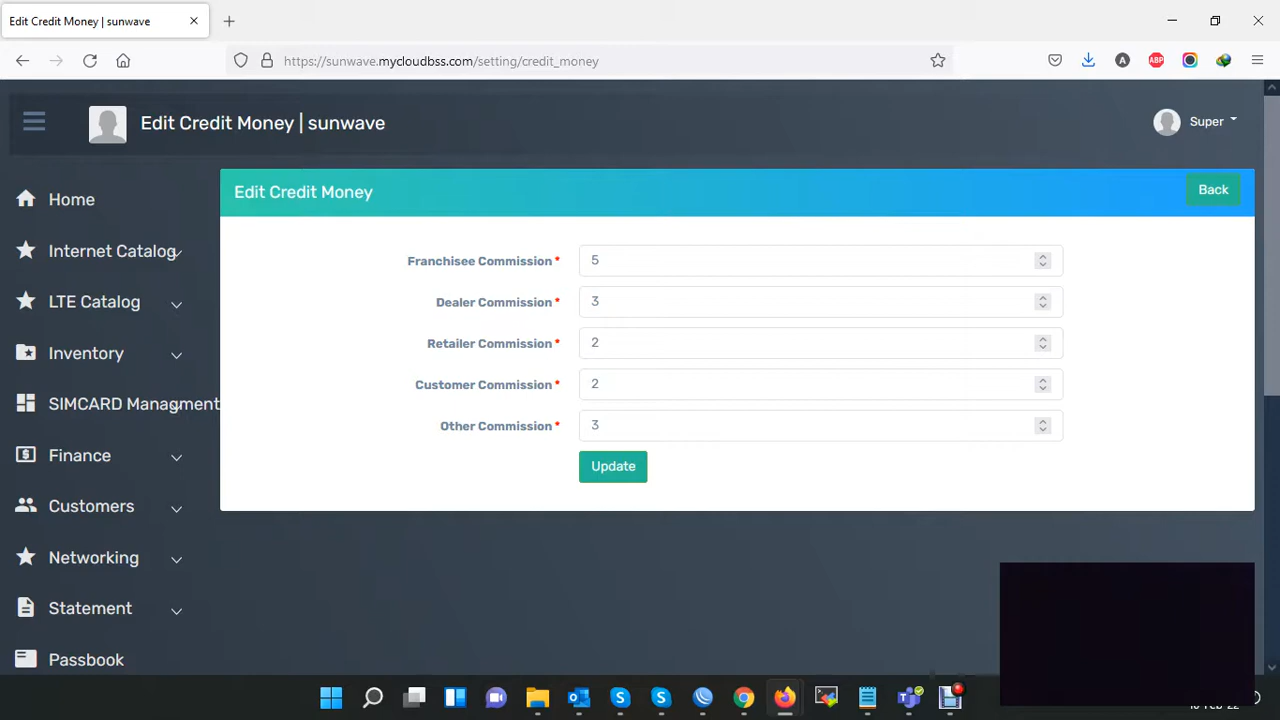 Edit Credit Money | sunwave
https://sunwave.mycloudbss.com/setting/credit_money
ABP
Edit Credit Money | sunwave
Super
Home
Internet Catalog
LTE Catalog
Inventory
SIMCARD Managment
Finance
Customers
Networking
Statement
Passbook
Edit Credit Money
Back
Franchisee Commission * 5
Dealer Commission * 3
Retailer Commission * 2
Customer Commission * 2
Other Commission * 3
Update